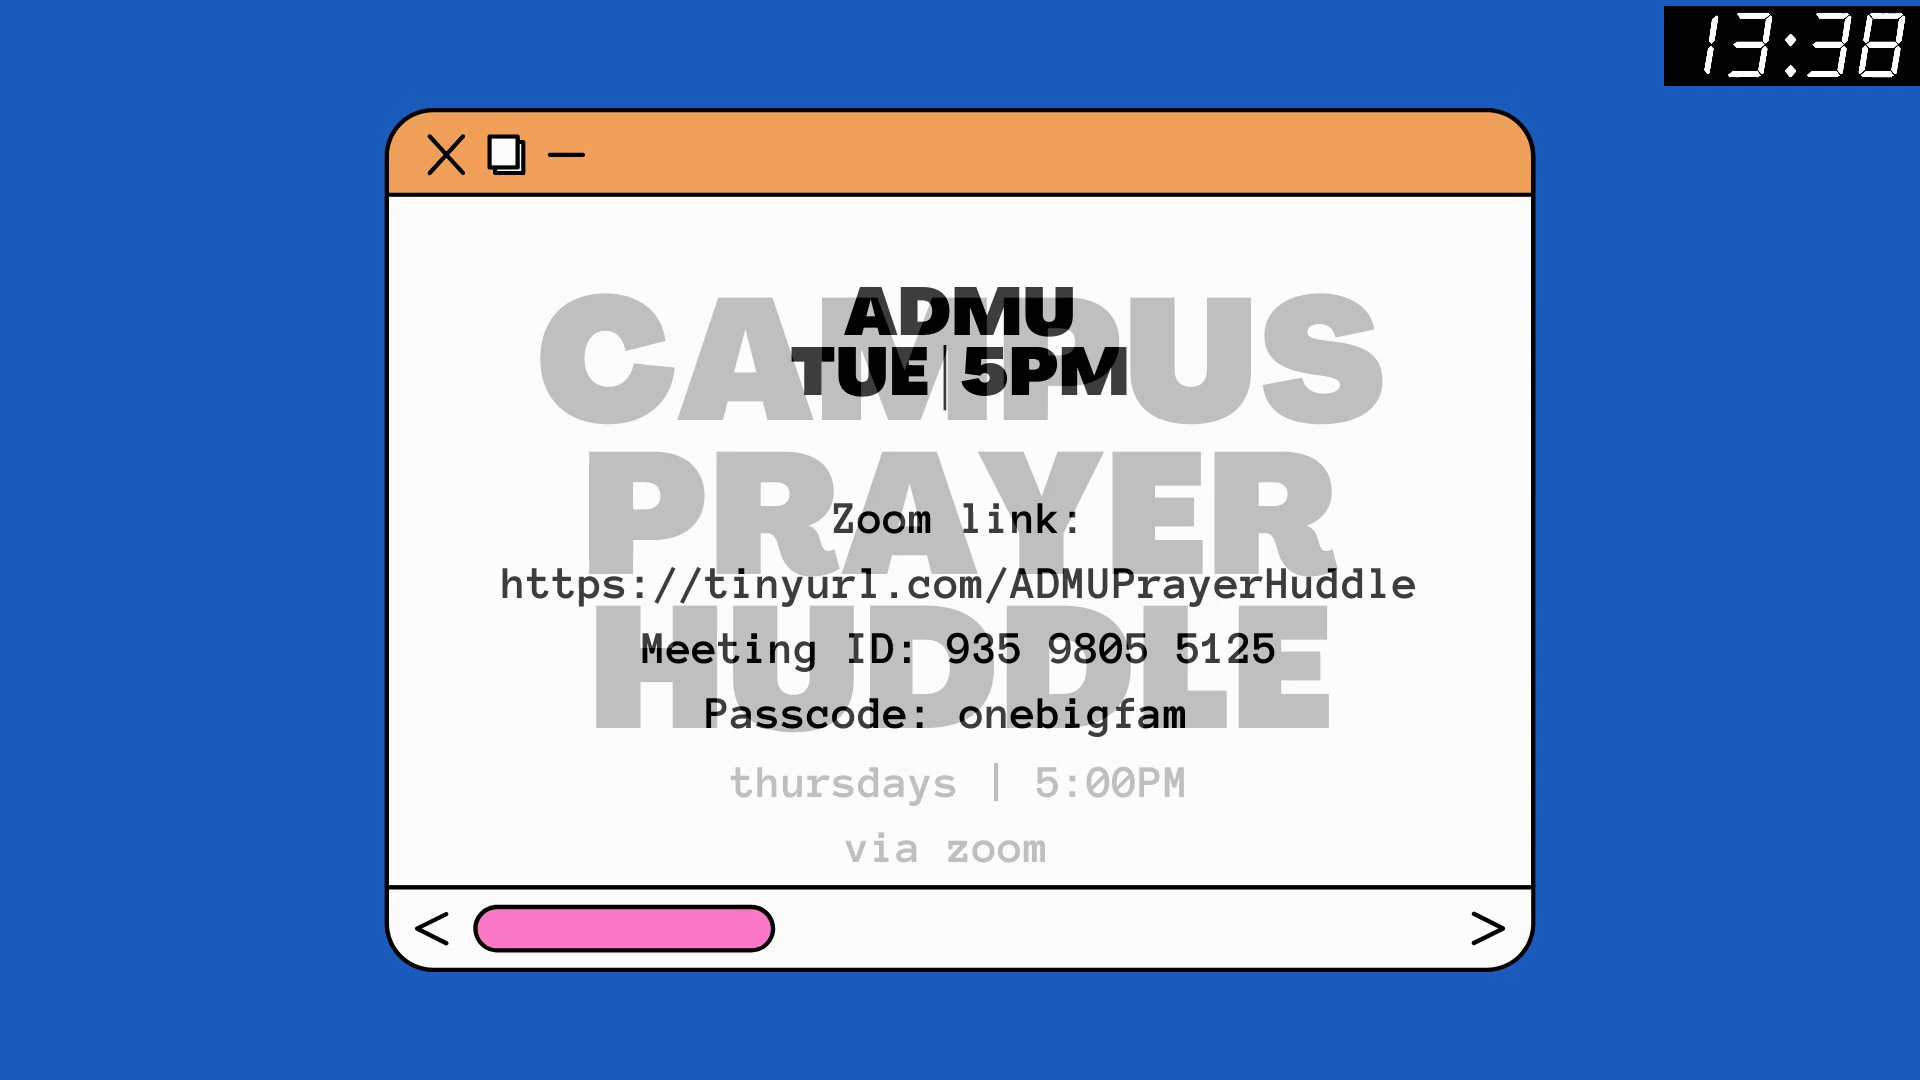 13:38
ADMU
TUE | 5PM
CAMPUS
PRAYER
HUDDLE
Zoom link:
https://tinyurl.com/ADMUPrayerHuddle
Meeting ID: 935 9805 5125
Passcode: onebigfam
thursdays | 5:00PM
via zoom